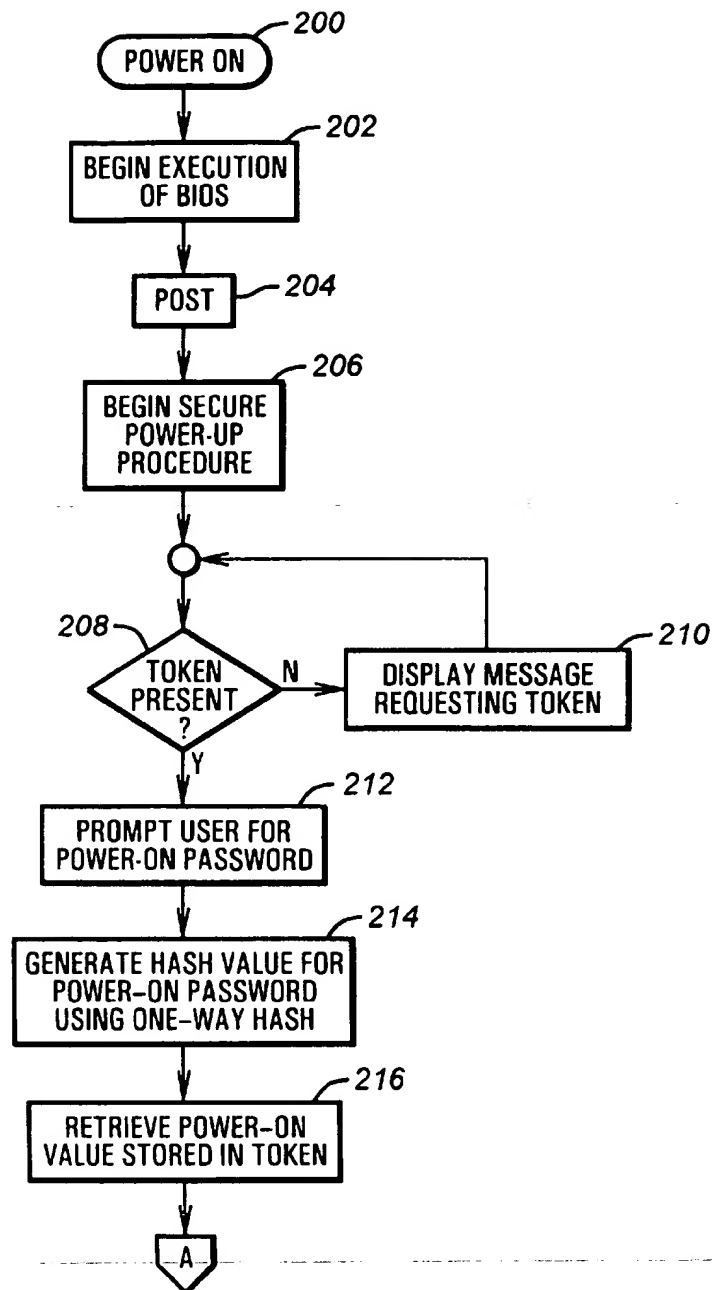 200
POWER ON
202
BEGIN EXECUTION
OF BIOS
204
POST
206
BEGIN SECURE
POWER-UP
PROCEDURE
208
TOKEN
PRESENT
?
N
210
DISPLAY MESSAGE
REQUESTING TOKEN
Y
212
PROMPT USER FOR
POWER-ON PASSWORD
214
GENERATE HASH VALUE FOR
POWER-ON PASSWORD
USING ONE-WAY HASH
216
RETRIEVE POWER-ON
VALUE STORED IN TOKEN
A